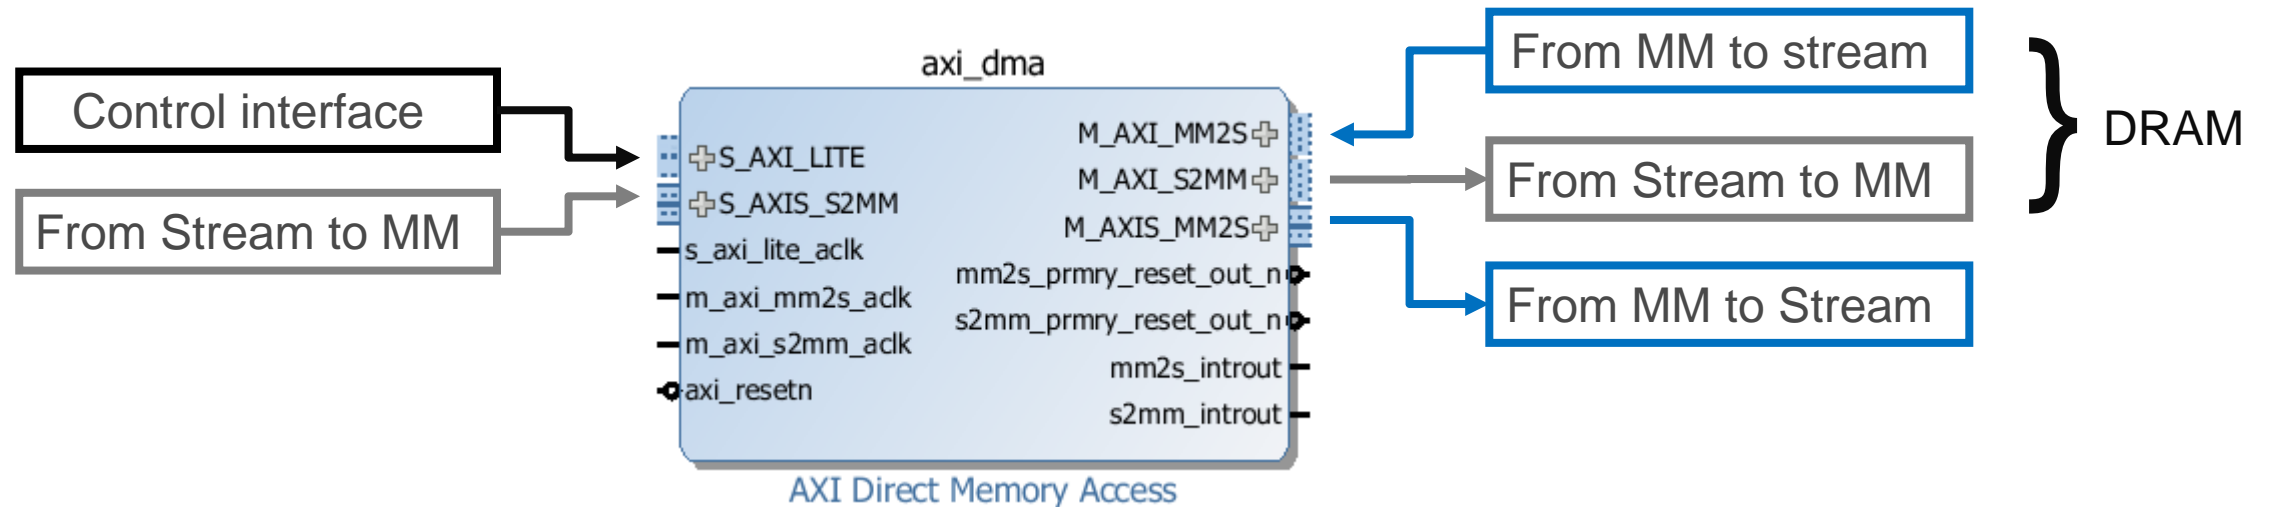 axi_dma
Control interface
From Stream to MM
S_AXI_LITE
S_AXIS_S2MM
s_axi_lite_aclk
m_axi_mm2s_aclk
m_axi_s2mm_aclk
axi_resetn
M_AXI_MM2S
M_AXI_S2MM
M_AXIS_MM2S
mm2s_prmry_reset_out_n
s2mm_prmry_reset_out_n
mm2s_introut
s2mm_introut
AXI Direct Memory Access
From MM to stream
From Stream to MM
From MM to Stream
} DRAM